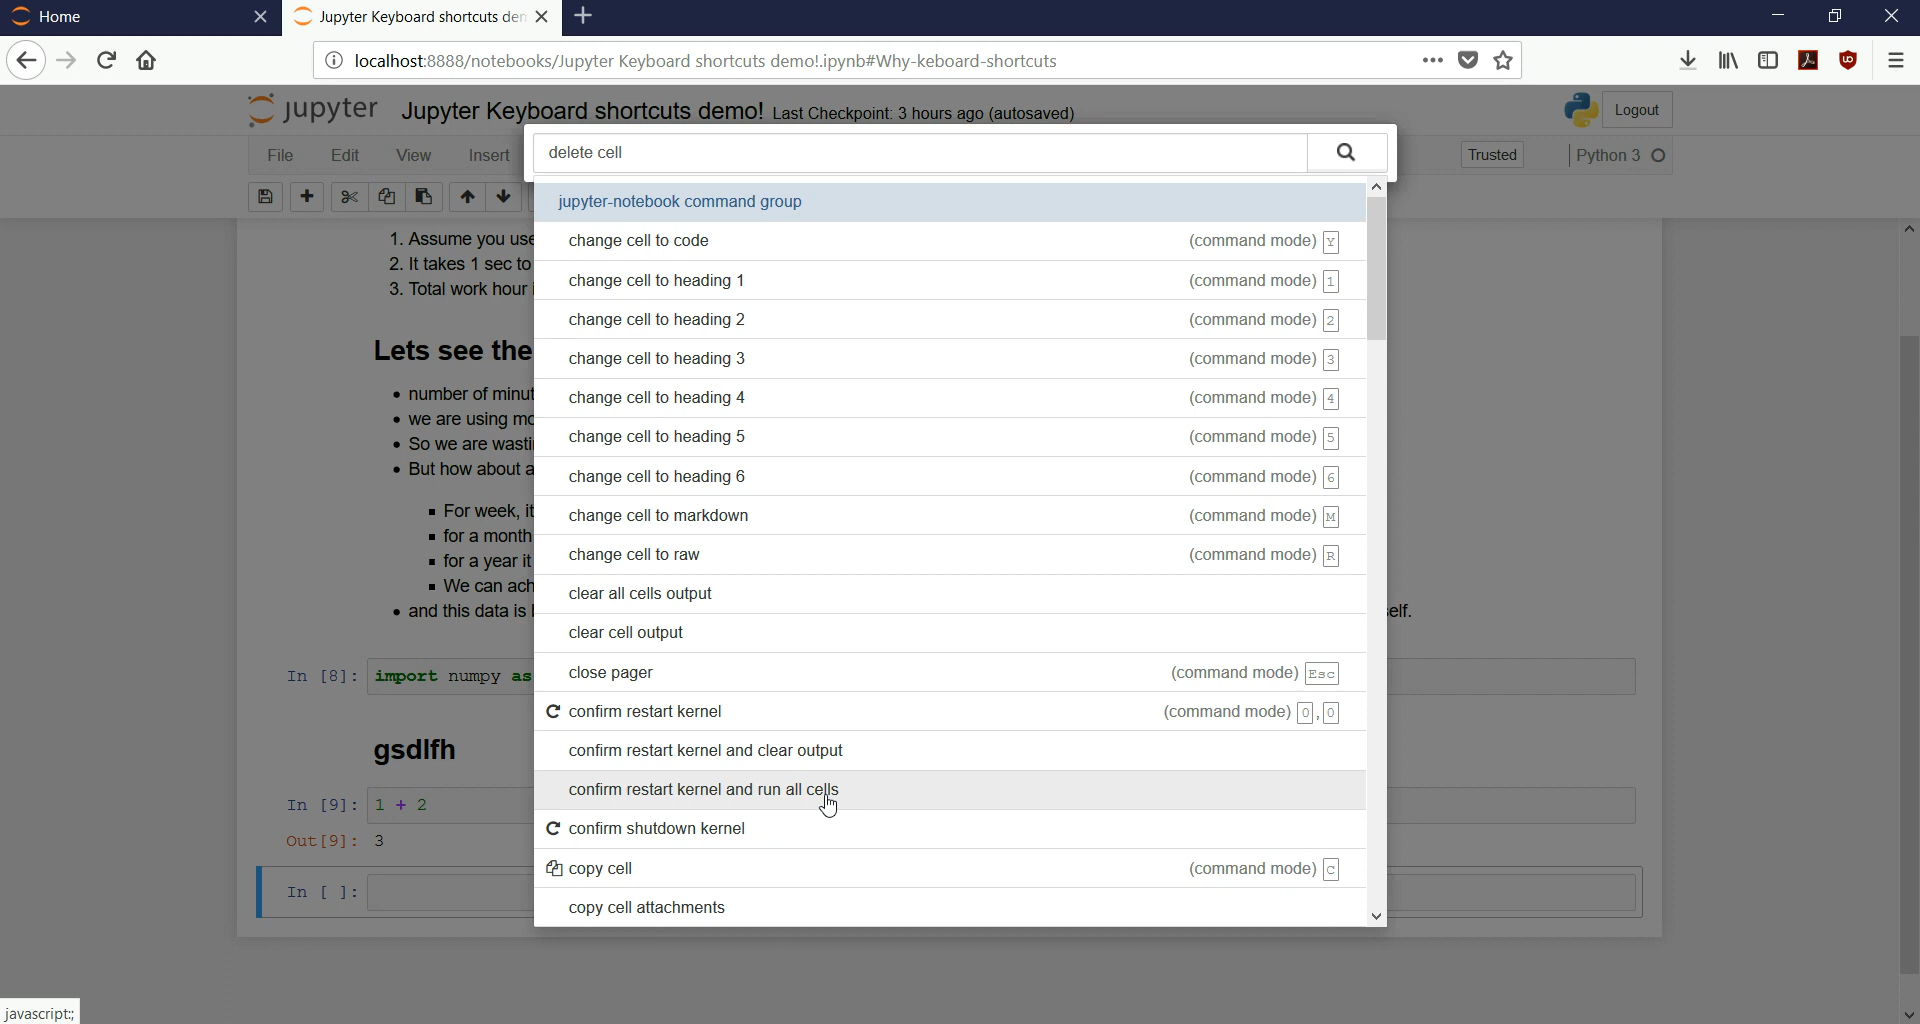 Home
Jupyter Keyboard shortcuts den
localhost:8888/notebooks/Jupyter Keyboard shortcuts demo!.ipynb#Why-keboard-shortcuts
jupyter Jupyter Keyboard shortcuts demo! Last Checkpoint: 3 hours ago (autosaved)
Logout
File Edit View Insert
delete cell
Trusted Python 3
jupyter-notebook command group
1. Assume you use
change cell to code (command mode) Y
2. It takes 1 sec to
change cell to heading 1 (command mode) 1
3. Total work hour
change cell to heading 2 (command mode) 2
Lets see the
change cell to heading 3 (command mode) 3
number of minut
change cell to heading 4 (command mode) 4
we are using mo
change cell to heading 5 (command mode) 5
So we are wasti
But how about a
change cell to heading 6 (command mode) 6
For week, it
change cell to markdown (command mode) M
for a month
for a year it
change cell to raw (command mode) R
We can ach
clear all cells output
and this data is self.
clear cell output
In [8]: import numpy as
close pager (command mode) Esc
confirm restart kernel (command mode) 0,0
gsdlfh
confirm restart kernel and clear output
confirm restart kernel and run all cells
In [9]: 1 + 2
confirm shutdown kernel
Out[9]: 3
copy cell (command mode) C
In [ ]:
copy cell attachments
javascript:;